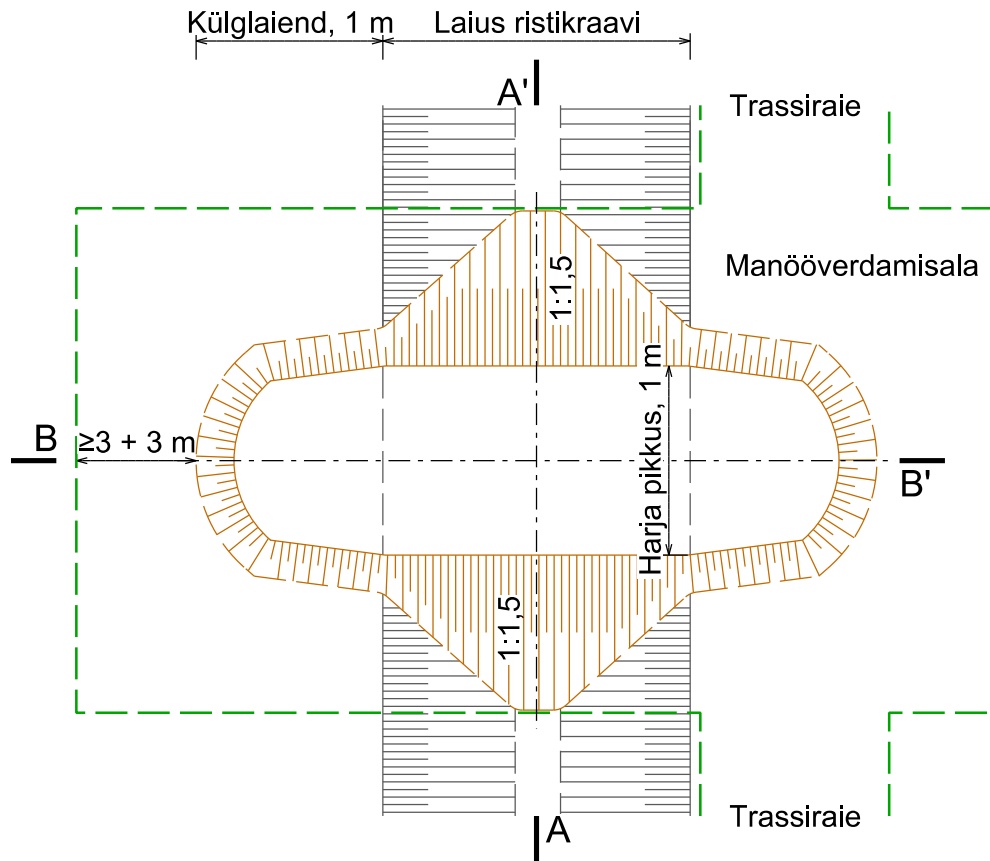 Külglaiend, 1 m
Laius ristikraavi
A'
Trassiraie
1:1,5
Manööverdamisala
B
≥3 + 3 m
Harja pikkus, 1 m
B'
1:1,5
A
Trassiraie